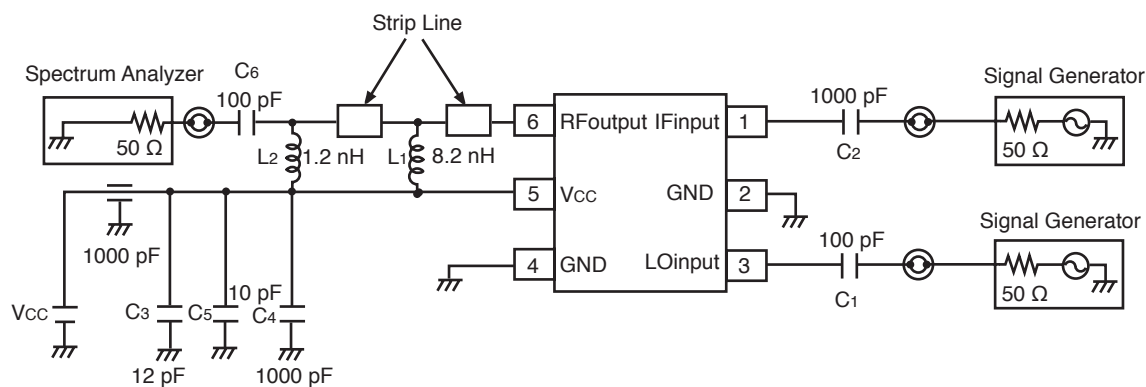 Strip Line
Spectrum Analyzer
C6
100 pF
50 Ω
L2
1.2 nH
L1
8.2 nH
6
RFoutput
IFinput
1
1000 pF
C2
Signal Generator
50 Ω
5
VCC
GND
2
4
GND
LOinput
3
100 pF
C1
Signal Generator
50 Ω
1000 pF
VCC
C3
12 pF
C5
10 pF
C4
1000 pF